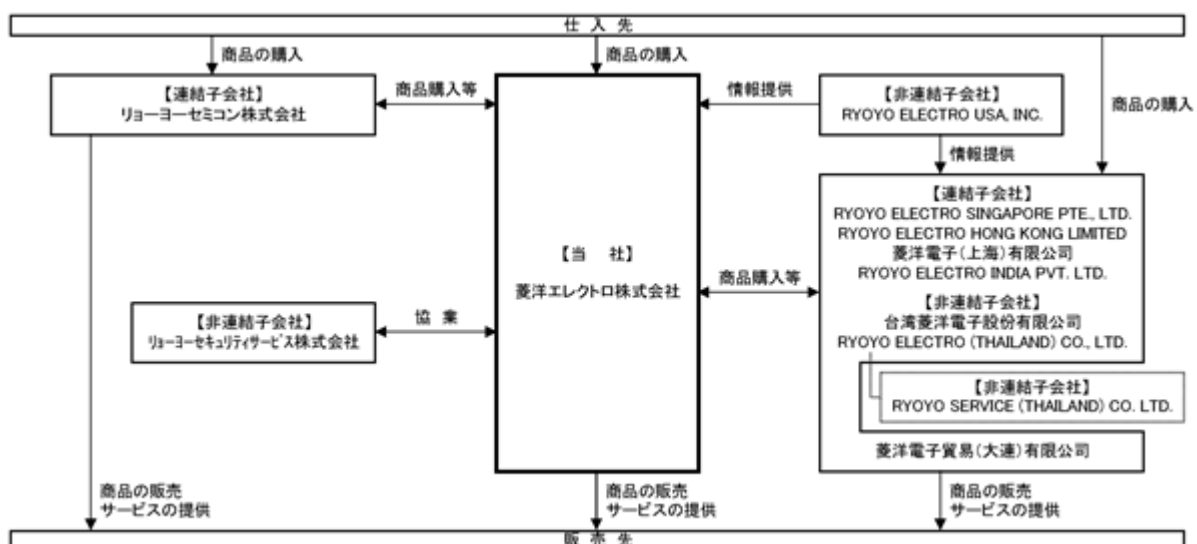 仕 入 先
商品の購入
商品の購入
商品の購入
【連結子会社】
リョーヨーセミコン株式会社
商品購入等
情報提供
【非連結子会社】
RYOYO ELECTRO USA, INC.
情報提供
【当 社】
菱洋エレクトロ株式会社
商品購入等
【連結子会社】
RYOYO ELECTRO SINGAPORE PTE., LTD.
RYOYO ELECTRO HONG KONG LIMITED
菱洋電子(上海)有限公司
RYOYO ELECTRO INDIA PVT. LTD.
【非連結子会社】
台湾菱洋電子股份有限公司
RYOYO ELECTRO (THAILAND) CO., LTD.
【非連結子会社】
RYOYO SERVICE (THAILAND) CO. LTD.
菱洋電子貿易(大連)有限公司
【非連結子会社】
リョーヨーセキュリティサービス株式会社
協 業
商品の販売
サービスの提供
商品の販売
サービスの提供
商品の販売
サービスの提供
販 売 先